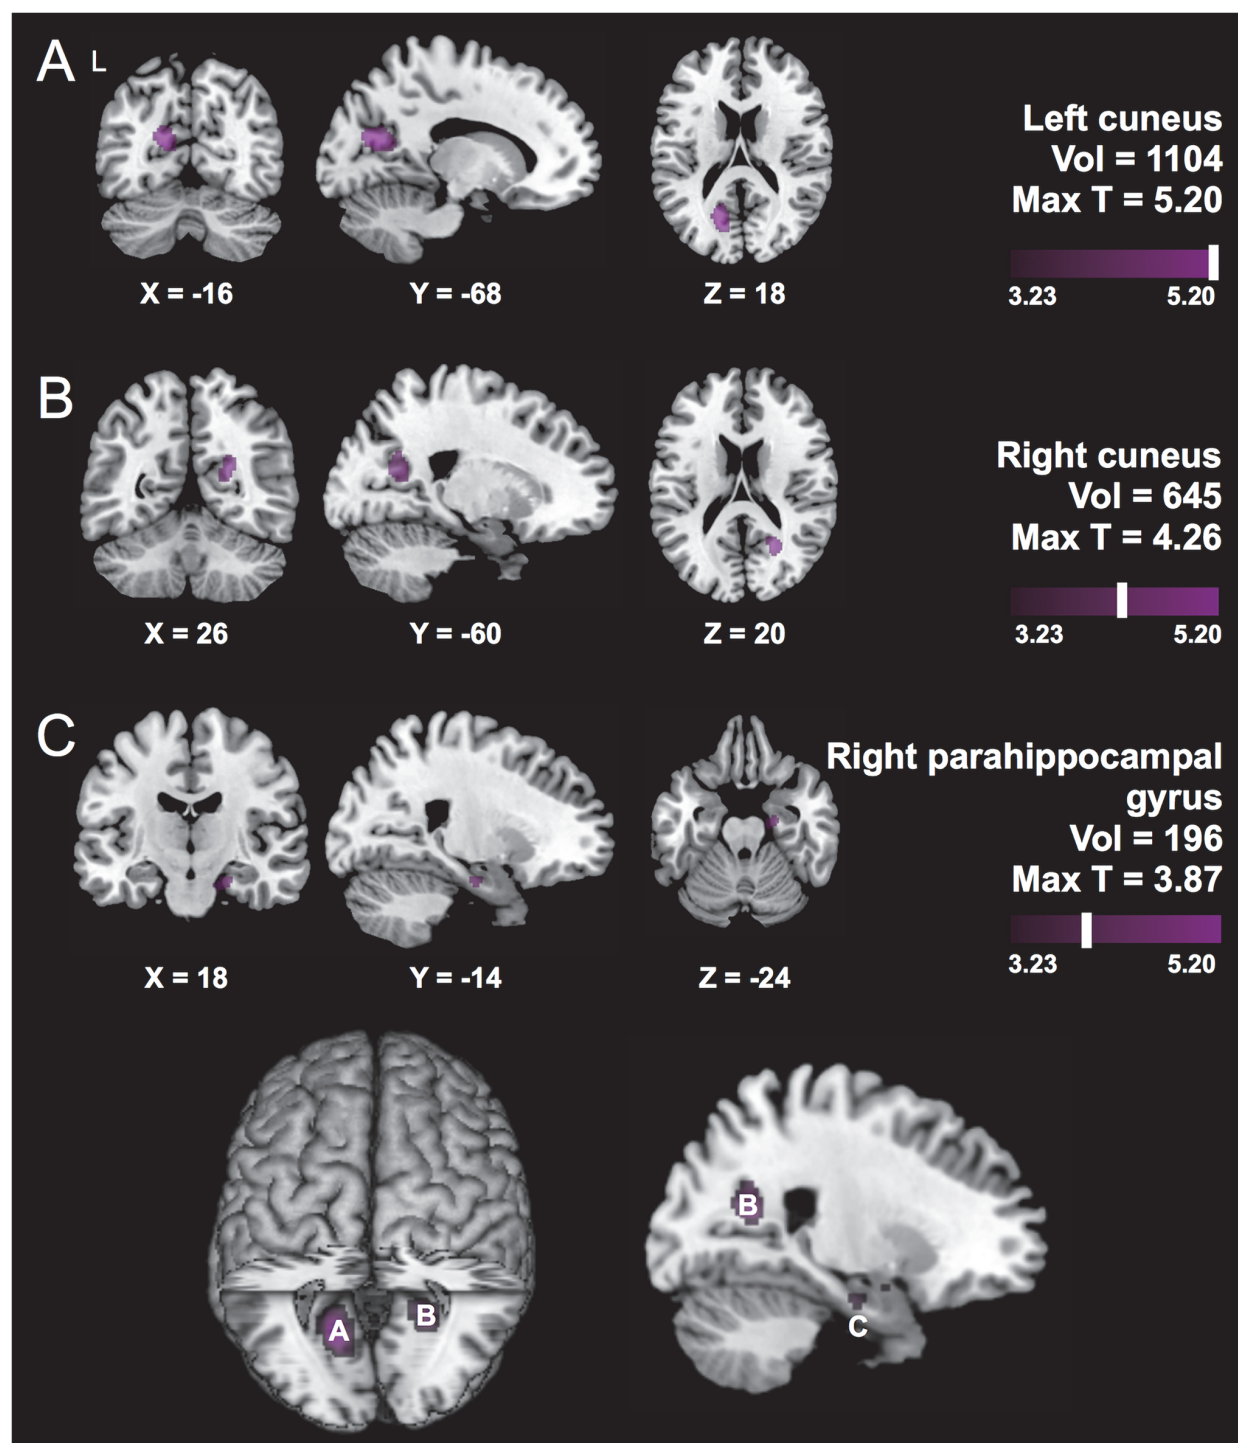 A L
Left cuneus
Vol = 1104
Max T = 5.20
3.23 5.20
X = -16 Y = -68 Z = 18
B
Right cuneus
Vol = 645
Max T = 4.26
3.23 5.20
X = 26 Y = -60 Z = 20
C
Right parahippocampal
gyrus
Vol = 196
Max T = 3.87
3.23 5.20
X = 18 Y = -14 Z = -24
A B
B
C